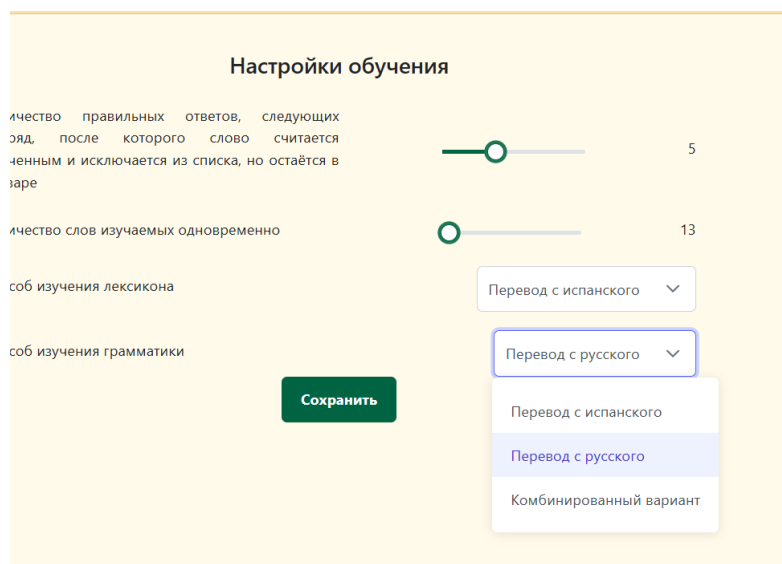 Настройки обучения
ичество правильных ответов, следующих
ряд, после которого слово считается
ченным и исключается из списка, но остаётся в
варе
5
ичество слов изучаемых одновременно
13
соб изучения лексикона
Перевод с испанского
соб изучения грамматики
Перевод с русского
Сохранить
Перевод с испанского
Перевод с русского
Комбинированный вариант